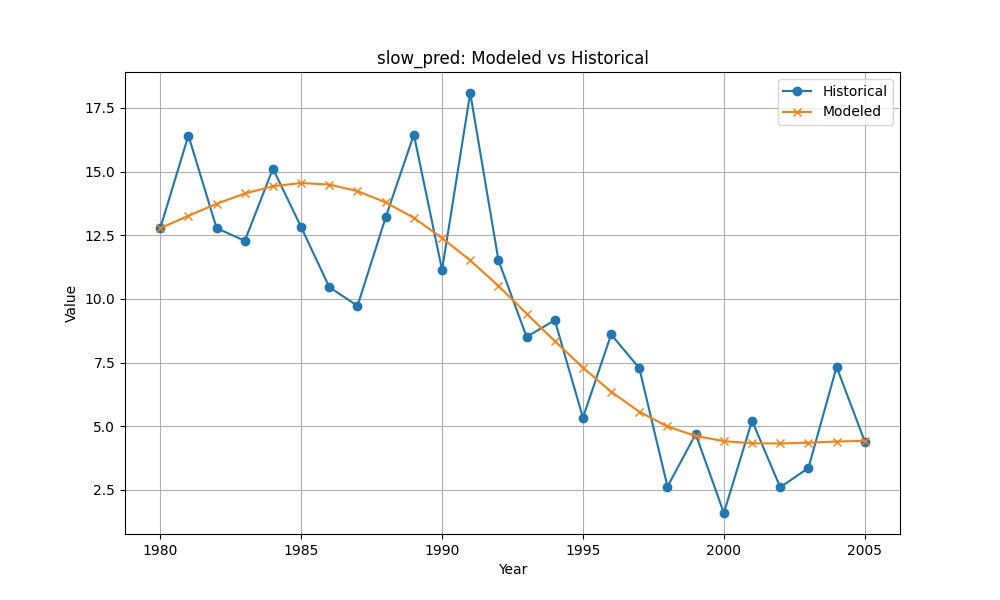 slow_pred: Modeled vs Historical
Historical
Modeled
Value
17.5
15.0
12.5
10.0
7.5
5.0
2.5
1980
1985
1990
1995
2000
2005
Year